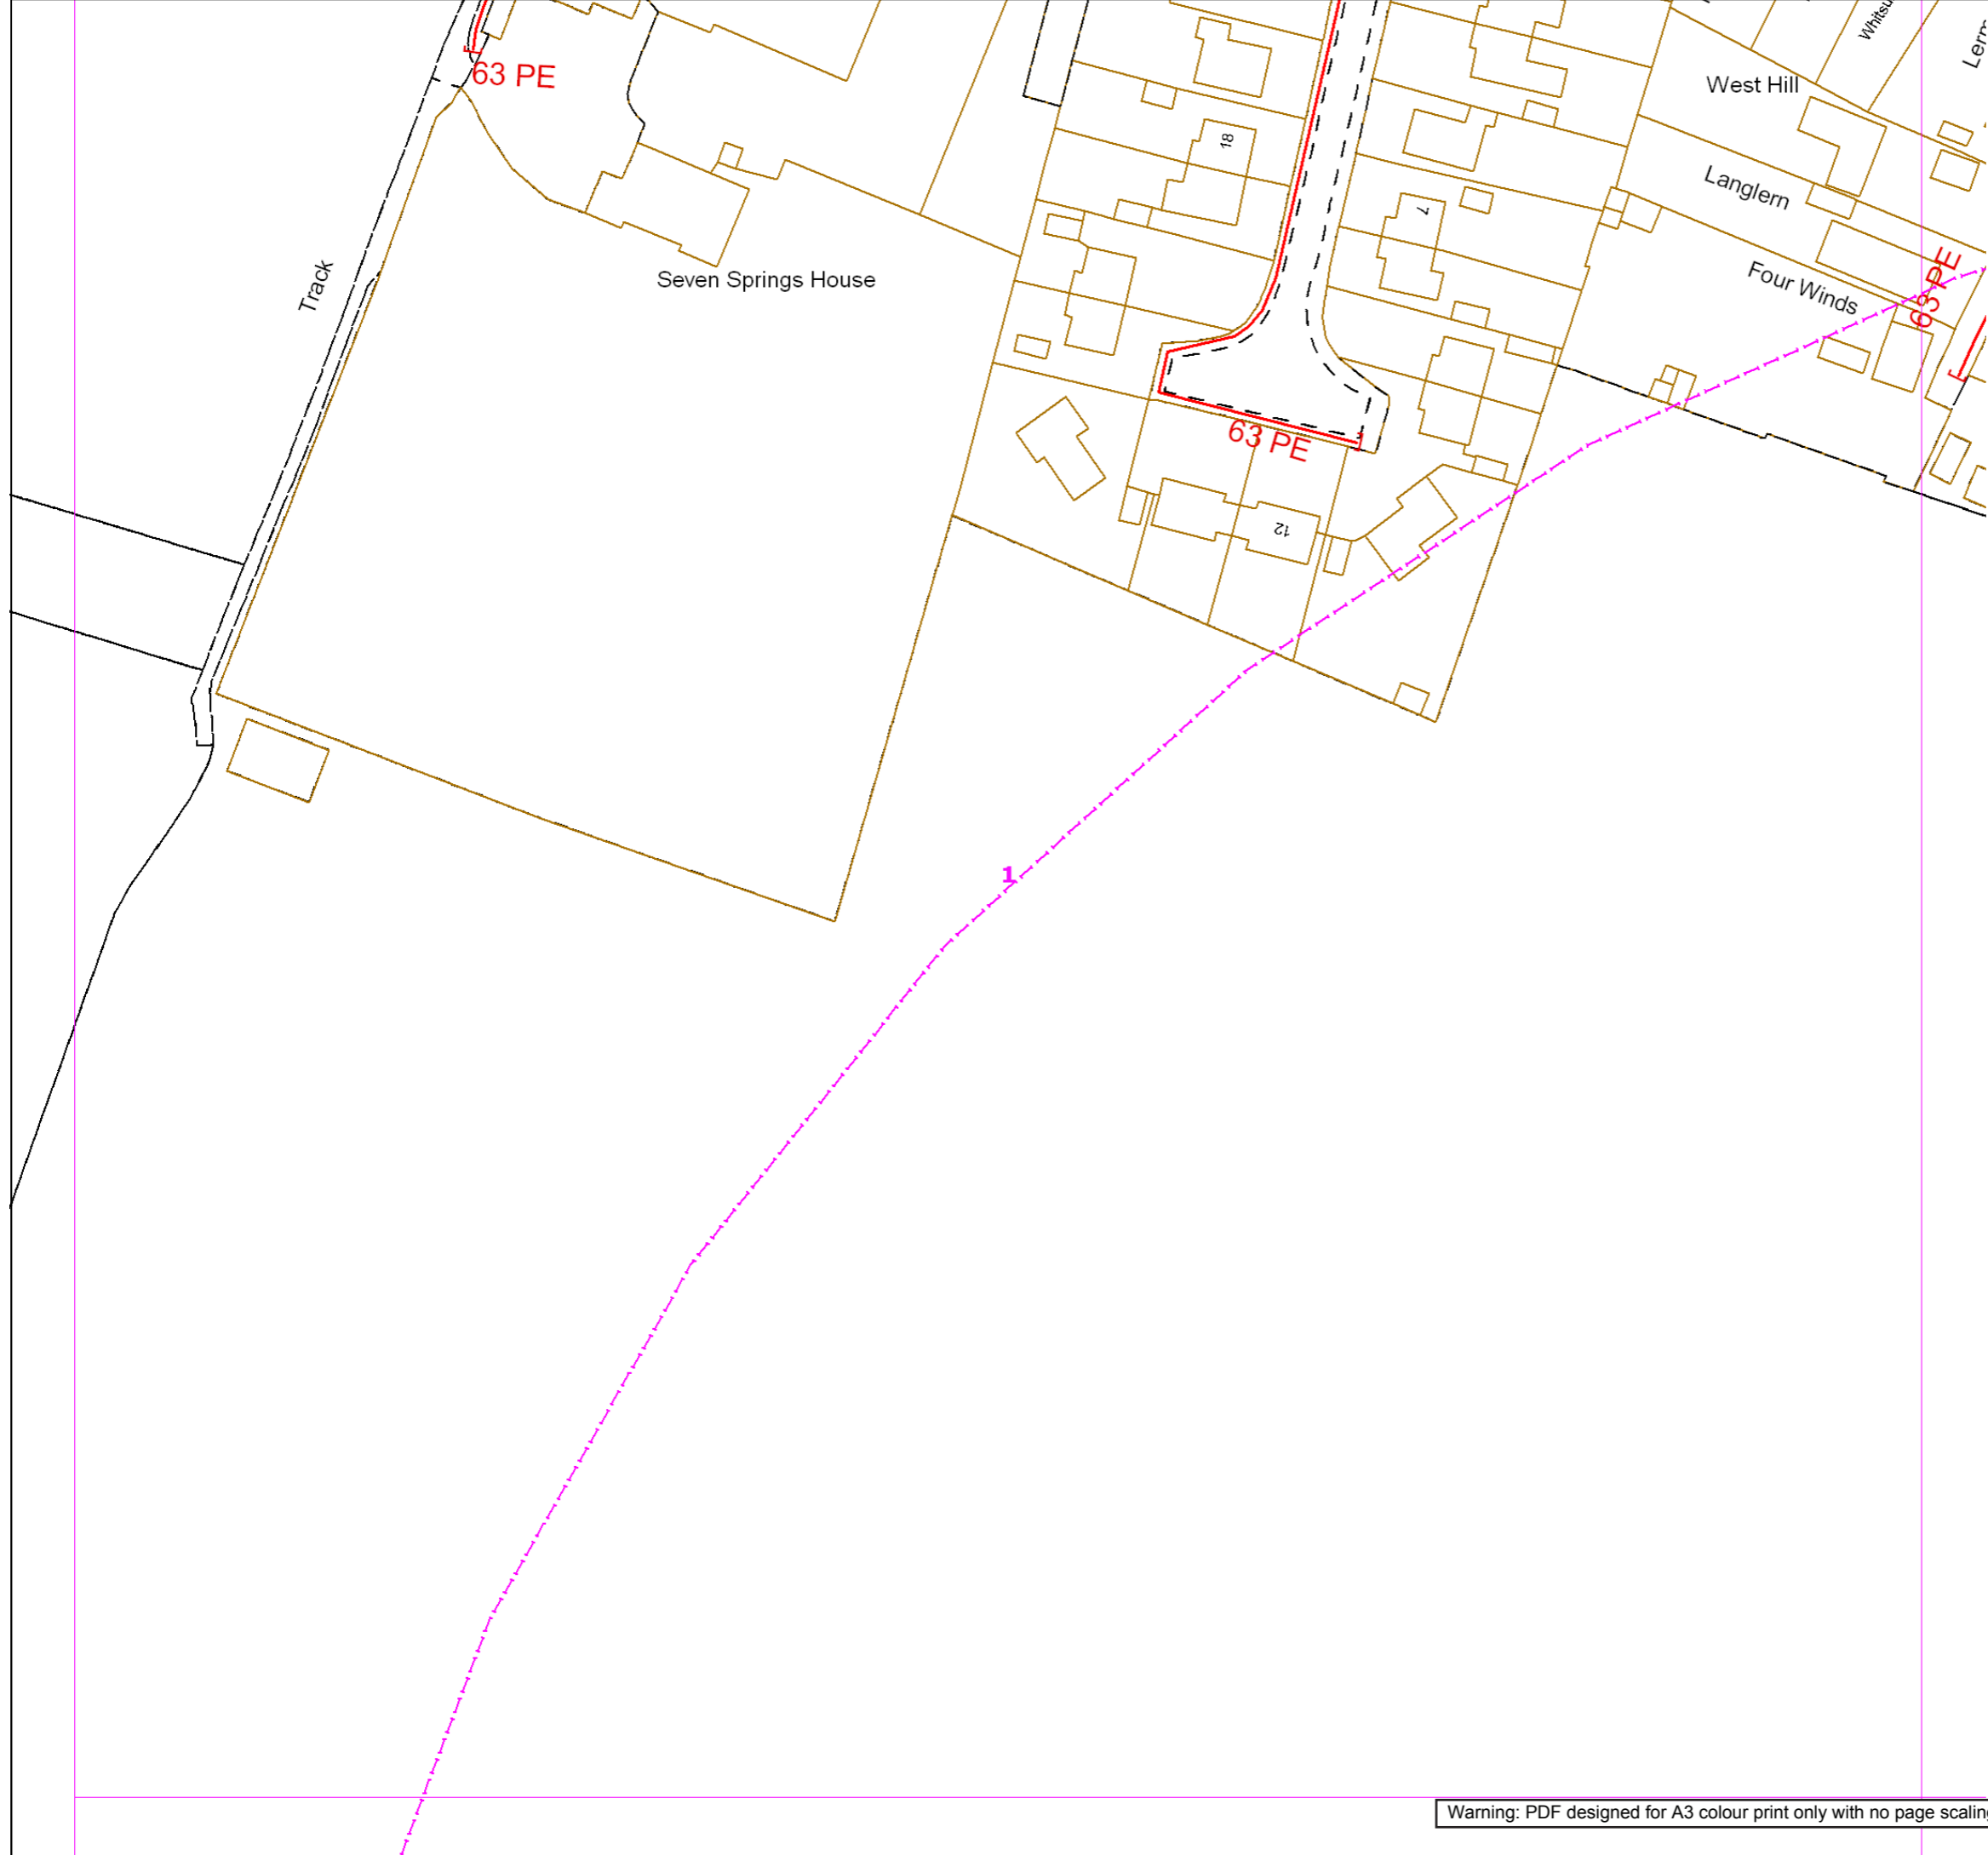 63 PE
West Hill
18
Langlern
7
Track
Seven Springs House
Four Winds
63 PE
63 PE
12
1
Warning: PDF designed for A3 colour print only with no page scaling